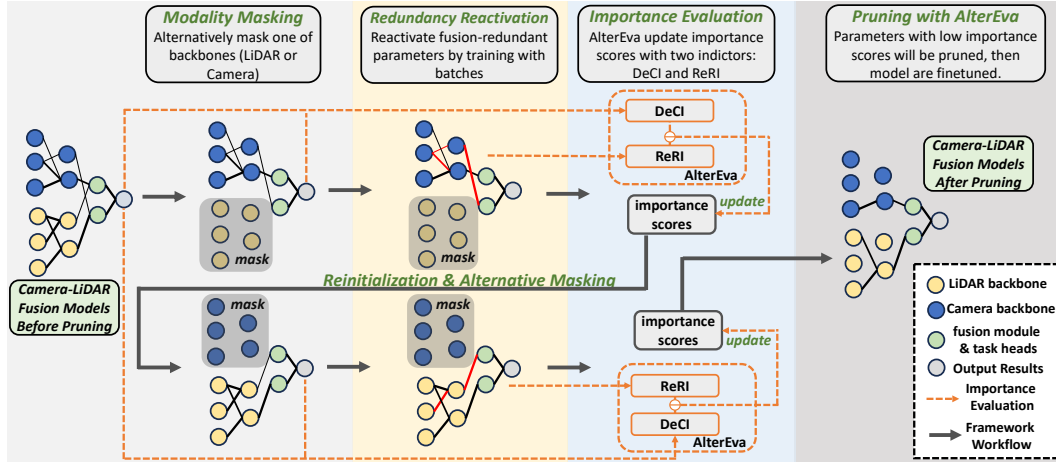 Modality Masking
Alternatively mask one of
backbones (LiDAR or
Camera)
Redundancy Reactivation
Reactivate fusion-redundant
parameters by training with
batches
Importance Evaluation
AlterEva update importance
scores with two indictors:
DeCI and ReRI
Pruning with AlterEva
Parameters with low importance
scores will be pruned, then
model are finetuned.
DeCI
ReRI
AlterEva
update
importance
scores
mask
mask
Camera-LiDAR
Fusion Models
Before Pruning
Camera-LiDAR
Fusion Models
After Pruning
Reinitialization & Alternative Masking
mask
mask
importance
scores
update
ReRI
DeCI
AlterEva
LiDAR backbone
Camera backbone
fusion module
& task heads
Output Results
Importance
Evaluation
Framework
Workflow